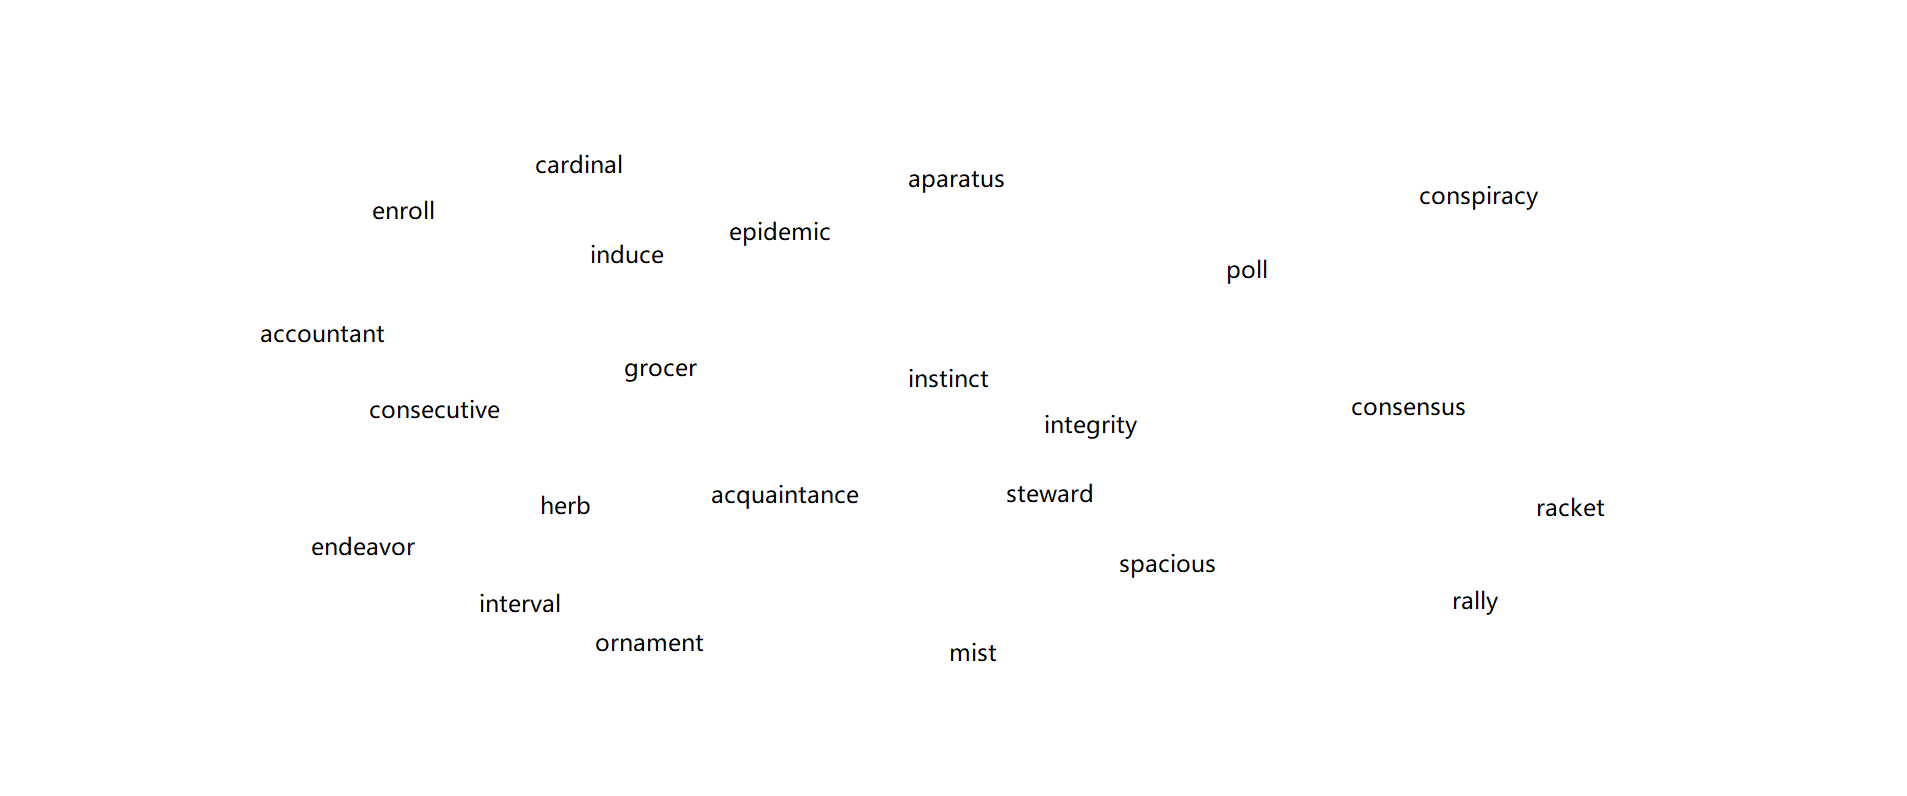 cardinal
aparatus
conspiracy
enroll
epidemic
induce
poll
accountant
grocer
instinct
consecutive
consensus
integrity
herb
acquaintance
steward
racket
endeavor
spacious
interval
rally
ornament
mist